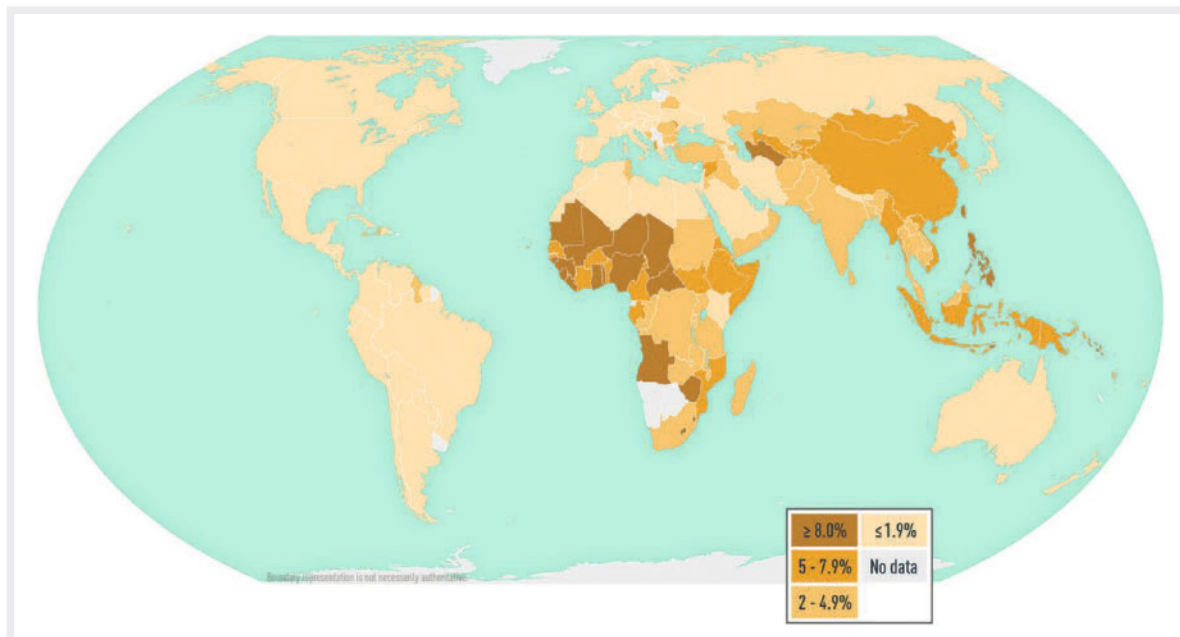 ≥ 8.0% ≤1.9%
5 - 7.9% No data
2 - 4.9%
Boundary representation is not necessarily authoritative.